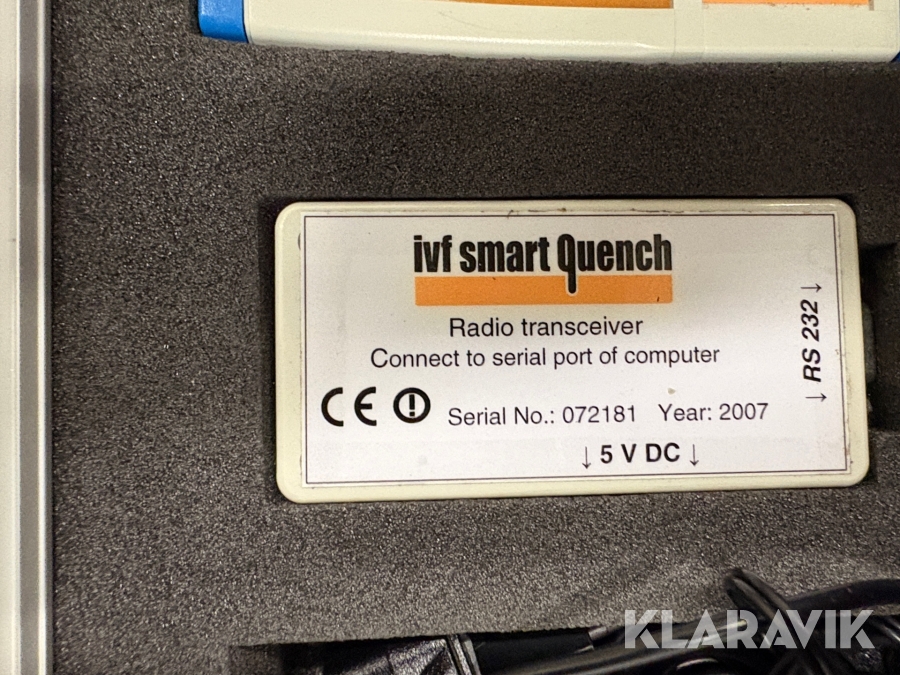 ivf smart Quench
Radio transceiver
Connect to serial port of computer
CE Serial No.: 072181 Year: 2007
↓ 5 V DC ↓
↓ RS 232 ↓
KLARAVIK